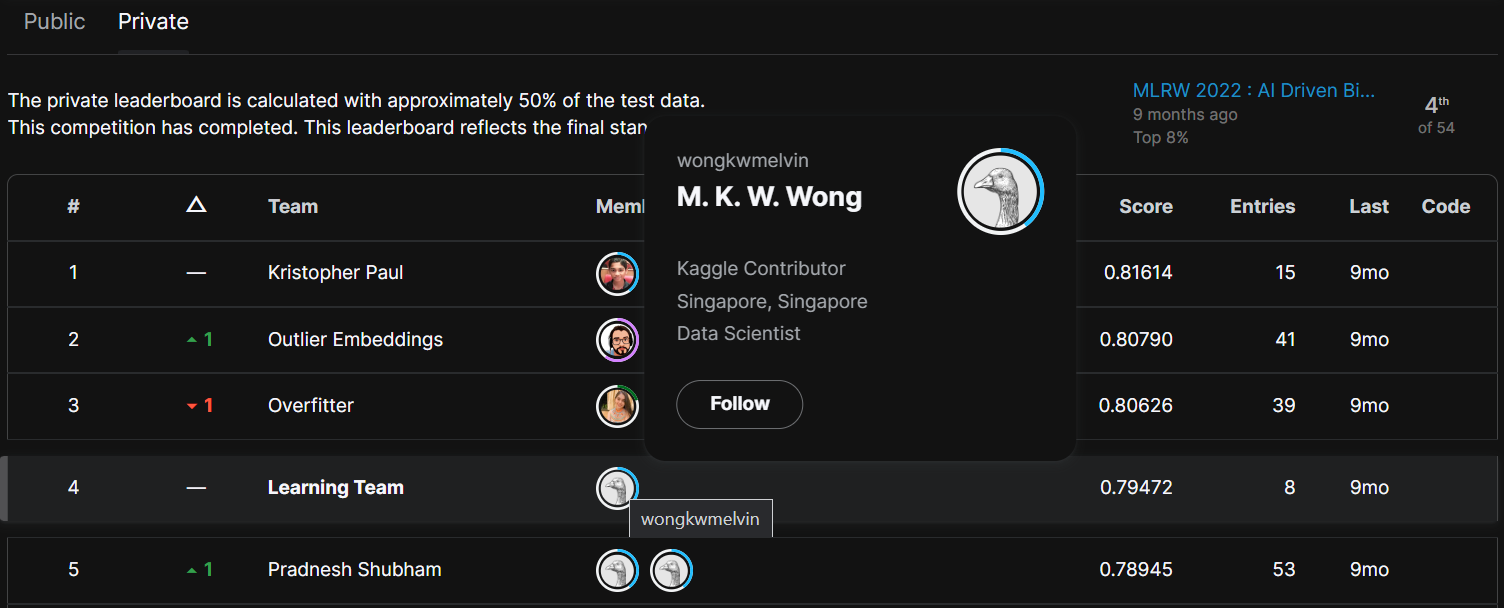 Public Private
The private leaderboard is calculated with approximately 50% of the test data.
This competition has completed. This leaderboard reflects the final stan
MLRW 2022 : AI Driven Bi...
9 months ago
Top 8%
4th
of 54
wongkwmelvin
M. K. W. Wong
Kaggle Contributor
Singapore, Singapore
Data Scientist
Follow
# Team Meml Score Entries Last Code
1 — Kristopher Paul 0.81614 15 9mo
2 1 Outlier Embeddings 0.80790 41 9mo
3 1 Overfitter 0.80626 39 9mo
4 — Learning Team 0.79472 8 9mo
wongkwmelvin
5 1 Pradnesh Shubham 0.78945 53 9mo